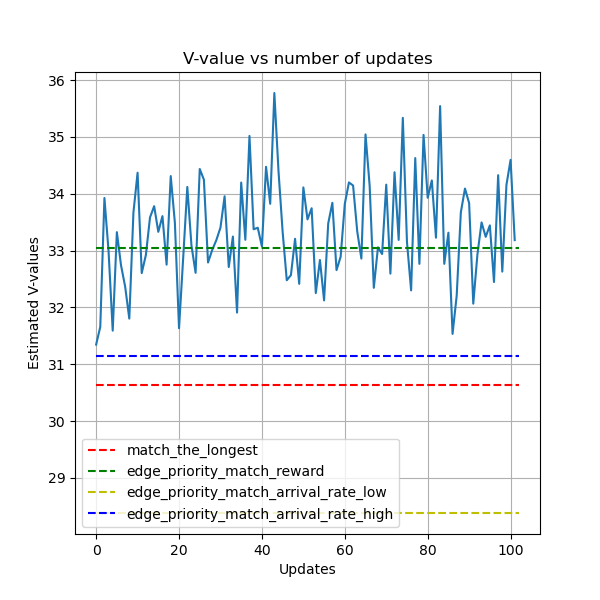 V-value vs number of updates
36
35
34
33
32
31
30
29
Estimated V-values
match_the_longest
edge_priority_match_reward
edge_priority_match_arrival_rate_low
edge_priority_match_arrival_rate_high
0 20 40 60 80 100
Updates